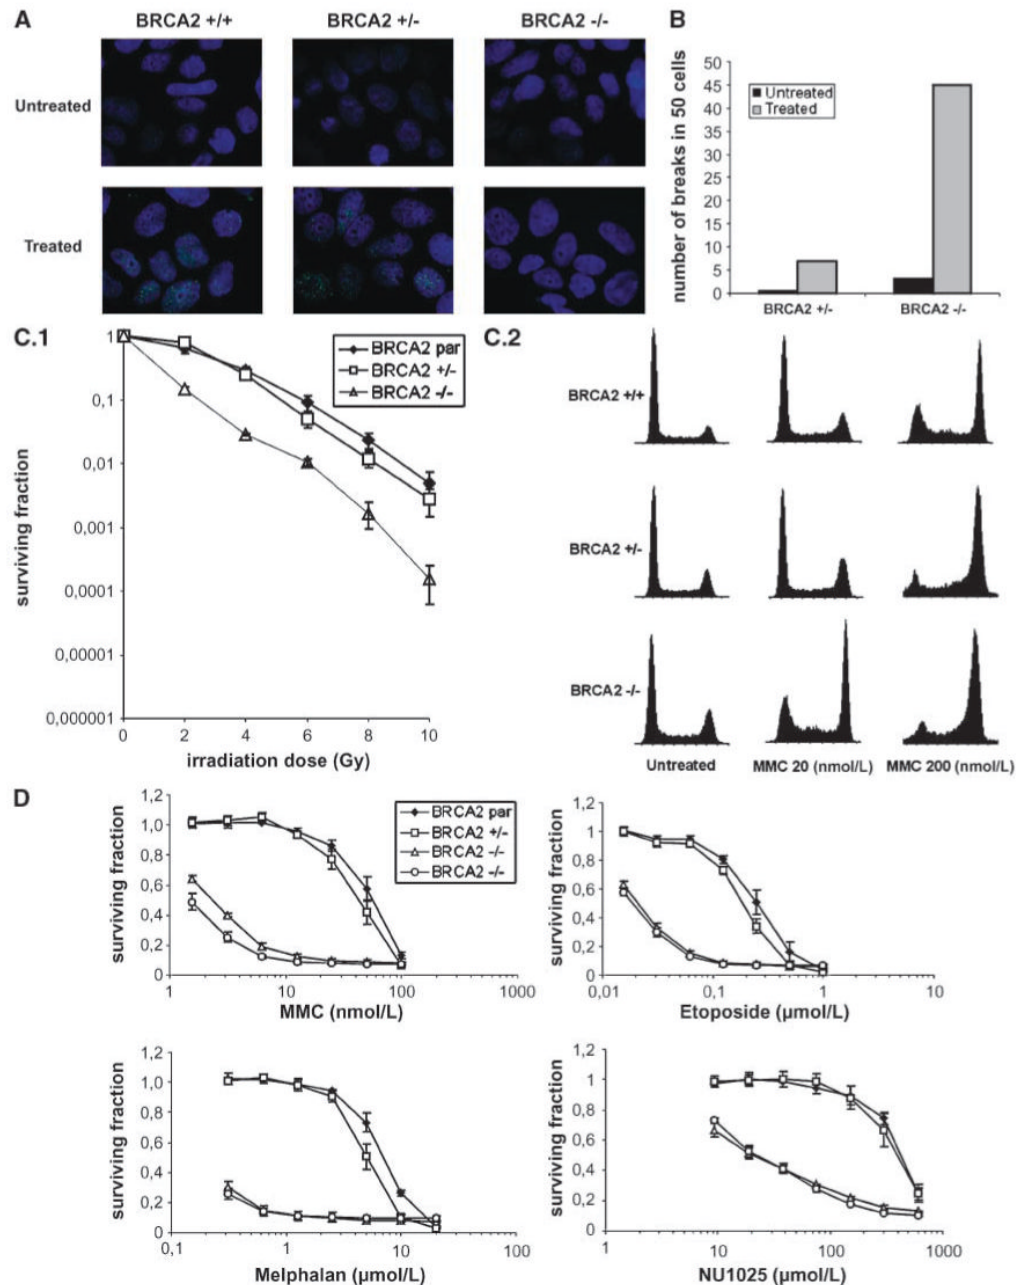 A
BRCA2 +/+ BRCA2 +/- BRCA2 -/-
Untreated
Treated
B
number of breaks in 50 cells
50
45
40
35
30
25
20
15
10
5
0
Untreated
Treated
BRCA2 +/- BRCA2 -/-
C.1
surviving fraction
1
0,1
0,01
0,001
0,0001
0,00001
0,000001
0 2 4 6 8 10
irradiation dose (Gy)
BRCA2 par
BRCA2 +/-
BRCA2 -/-
C.2
BRCA2 +/+
BRCA2 +/-
BRCA2 -/-
Untreated MMC 20 (nmol/L) MMC 200 (nmol/L)
D
surviving fraction
1,2
1,0
0,8
0,6
0,4
0,2
0
1 10 100 1000
MMC (nmol/L)
BRCA2 par
BRCA2 +/-
BRCA2 -/-
BRCA2 -/-
surviving fraction
1,2
1
0,8
0,6
0,4
0,2
0
0,01 0,1 1 10
Etoposide (µmol/L)
surviving fraction
1,2
1,0
0,8
0,6
0,4
0,2
0
0,1 1 10 100
Melphalan (µmol/L)
surviving fraction
1,2
1
0,8
0,6
0,4
0,2
0
1 10 100 1000
NU1025 (µmol/L)